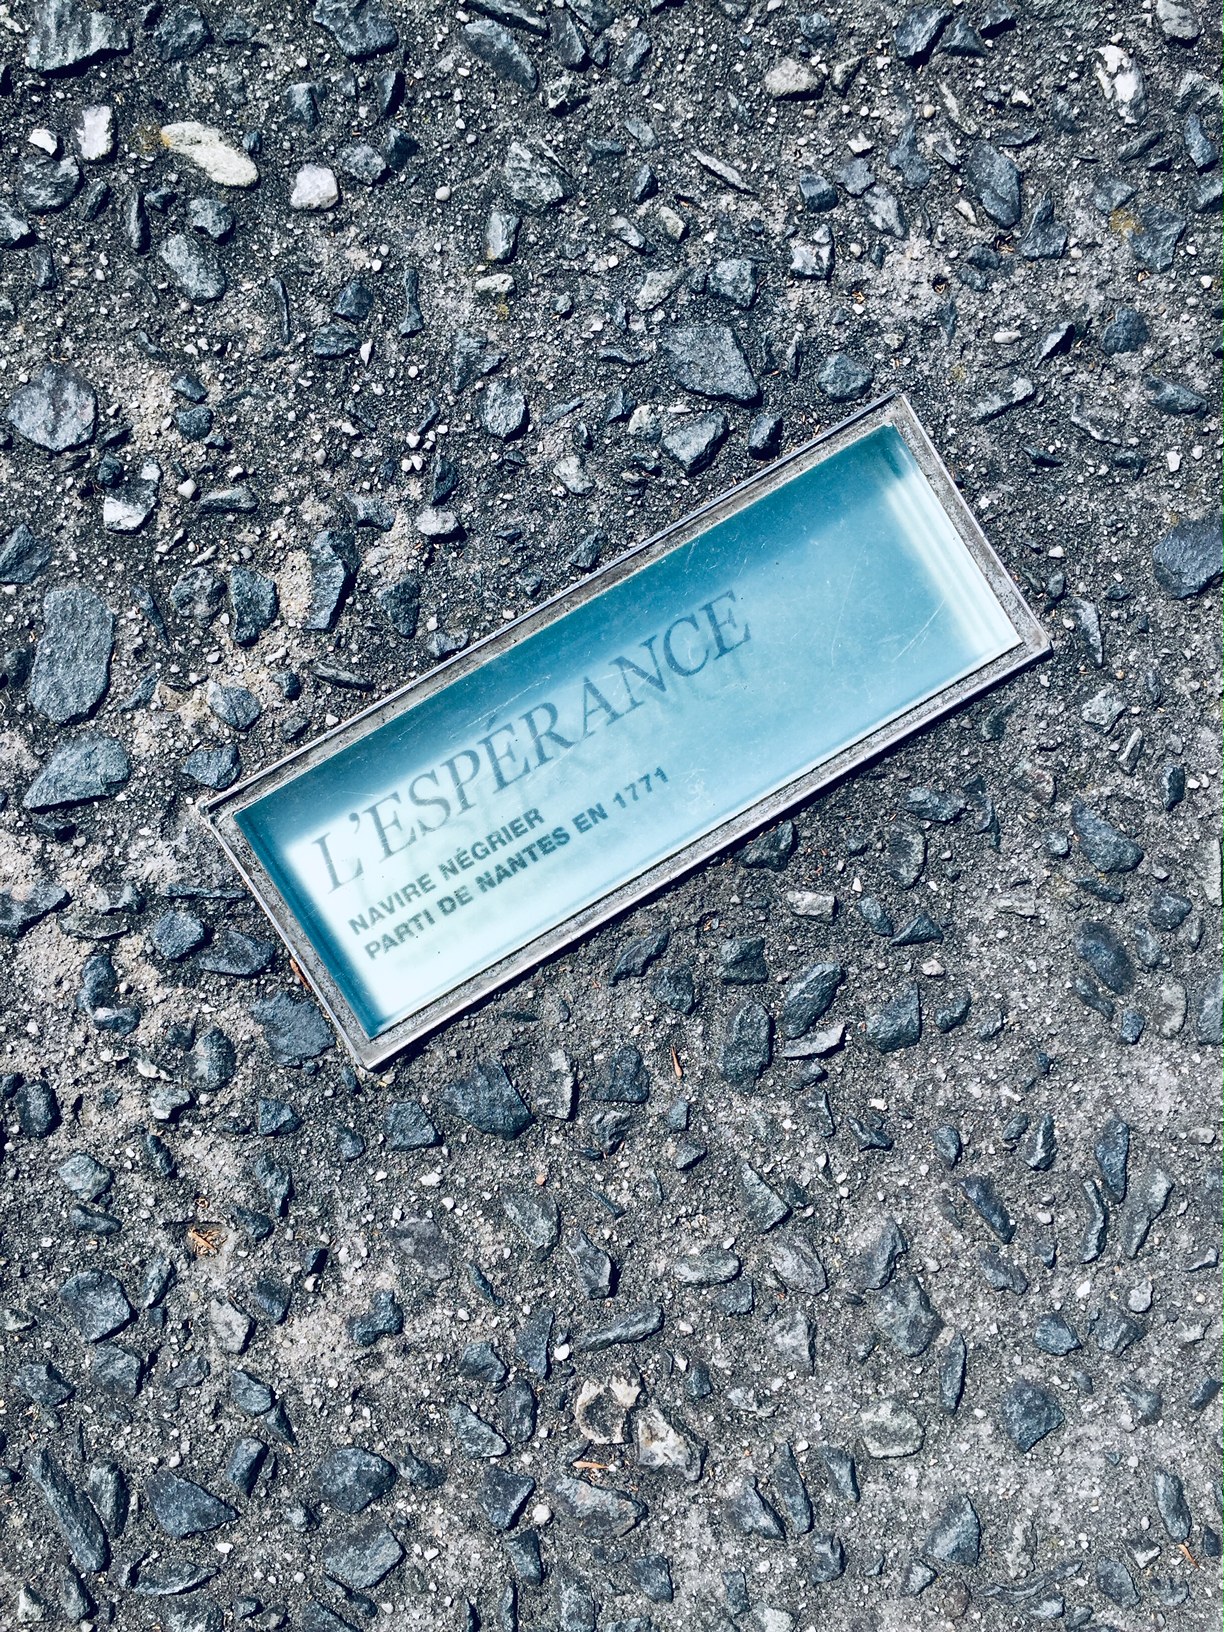 L'ESPÉRANCE
NAVIRE NÉGRIER
PARTI DE NANTES EN 1771